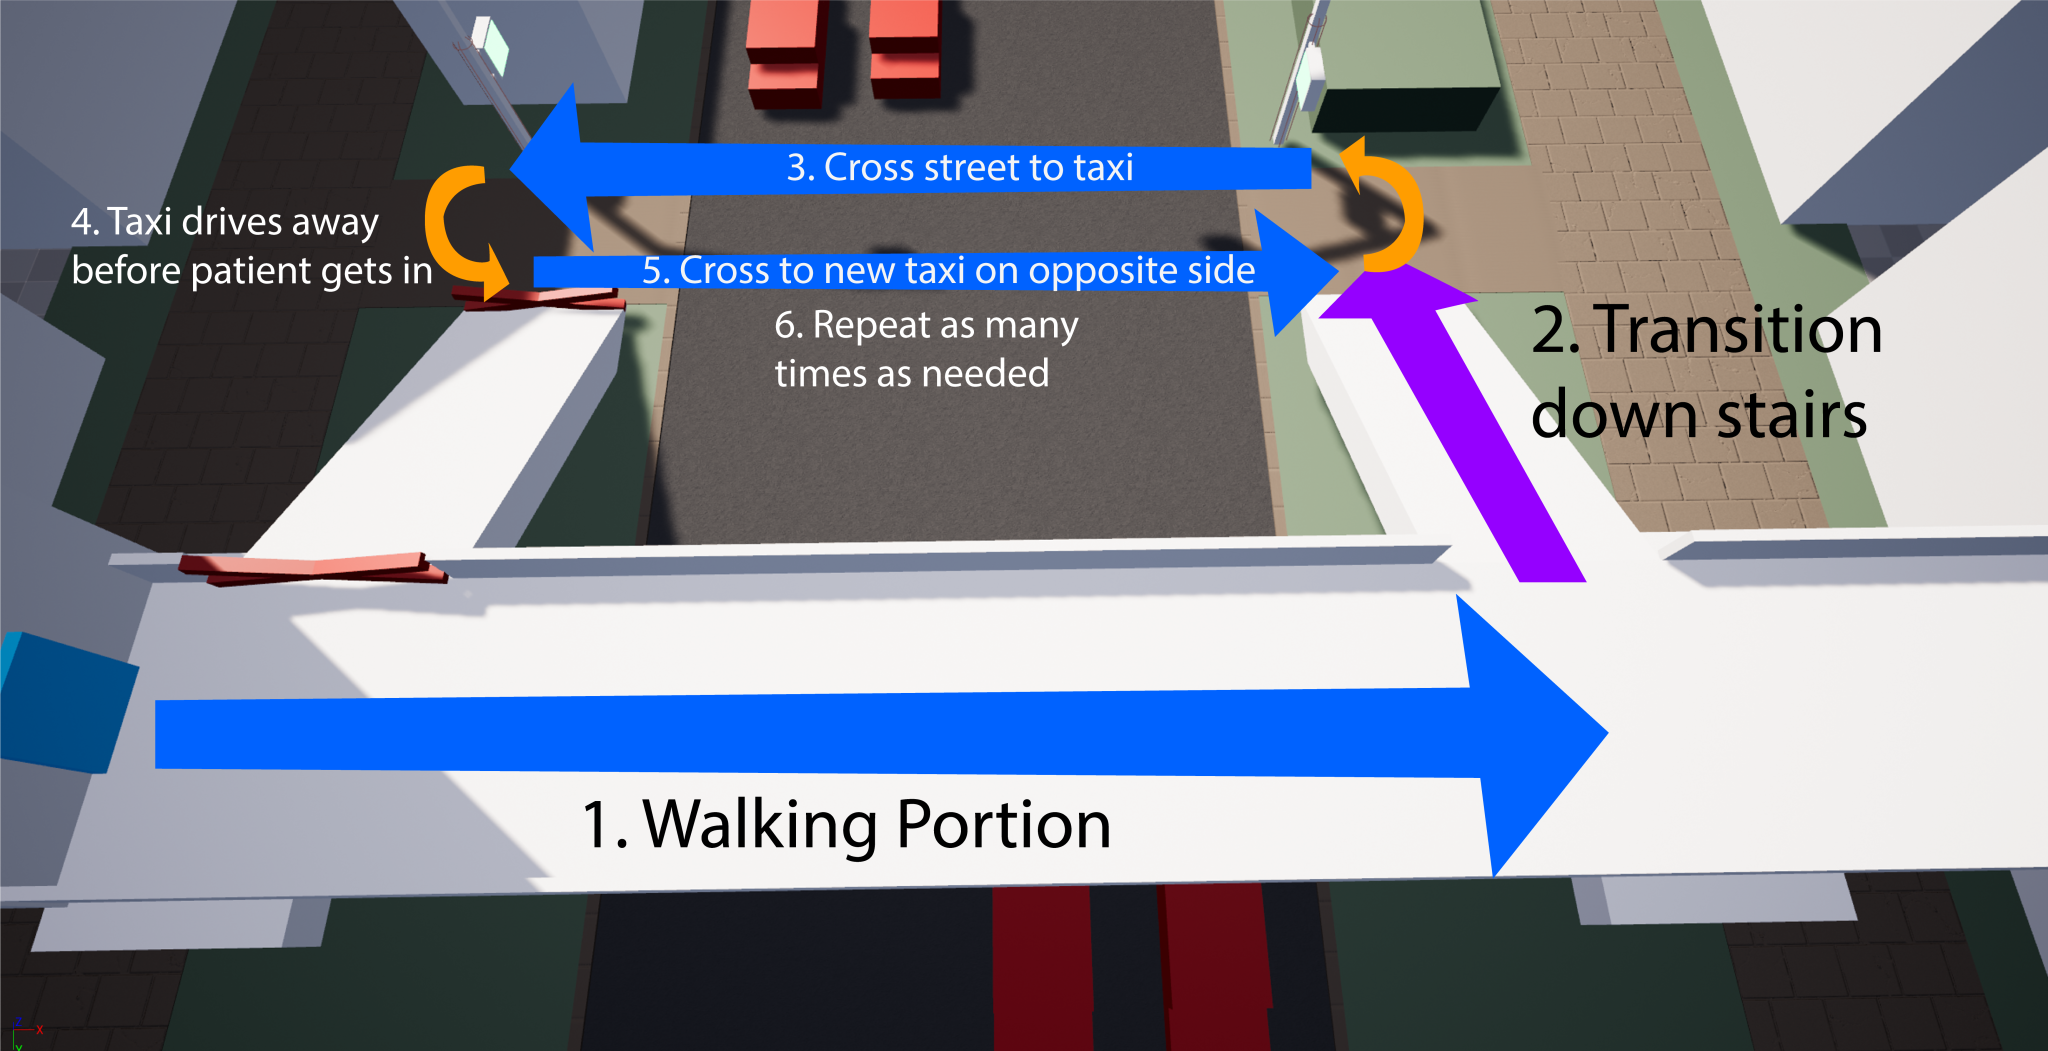 3. Cross street to taxi
4. Taxi drives away
before patient gets in
5. Cross to new taxi on opposite side
6. Repeat as many
times as needed
2. Transition
down stairs
1. Walking Portion
Z
X
Y